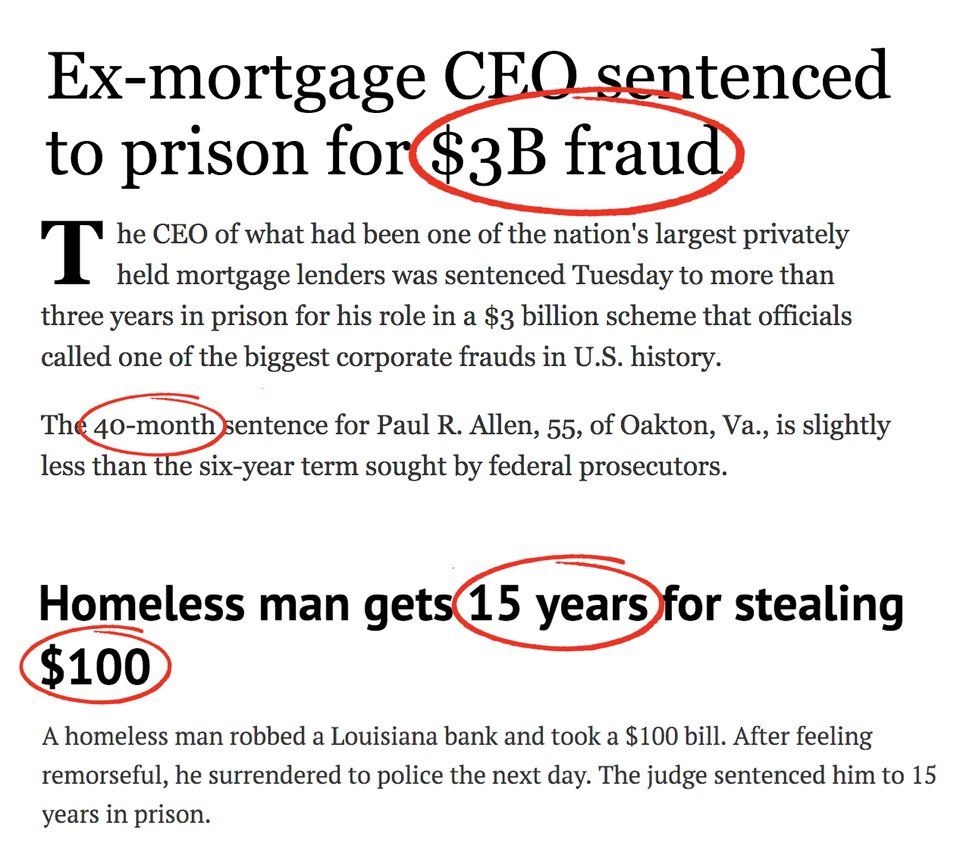 Ex-mortgage CEO sentenced
to prison for $3B fraud
The CEO of what had been one of the nation's largest privately
held mortgage lenders was sentenced Tuesday to more than
three years in prison for his role in a $3 billion scheme that officials
called one of the biggest corporate frauds in U.S. history.
The 40-month sentence for Paul R. Allen, 55, of Oakton, Va., is slightly
less than the six-year term sought by federal prosecutors.
Homeless man gets 15 years for stealing
$100
A homeless man robbed a Louisiana bank and took a $100 bill. After feeling
remorseful, he surrendered to police the next day. The judge sentenced him to 15
years in prison.